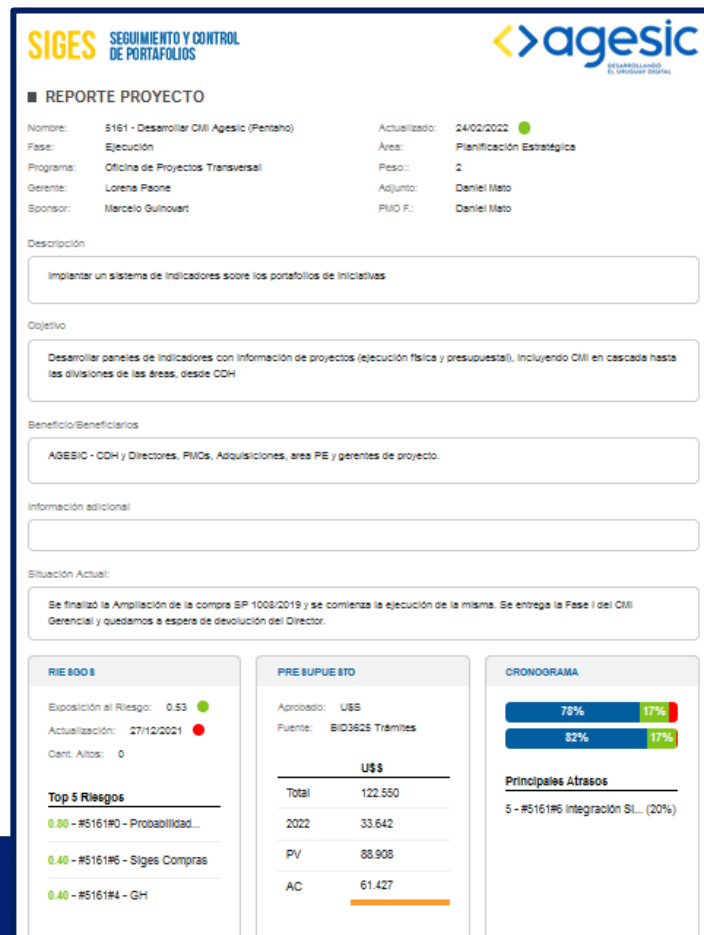 SIGES SEGUIMIENTO Y CONTROL
DE PORTAFOLIOS
<>agesic
DESARROLLANDO
EL URUGUAY DIGITAL
REPORTE PROYECTO
Nombre: 5161 - Desarrollar CMI Agesic (Pentaho) Actualizado: 24/02/2022
Fase: Ejecución Área: Planificación Estratégica
Programa: Oficina de Proyectos Transversal Peso:: 2
Gerente: Lorena Paone Adjunto: Daniel Mato
Sponsor: Marcelo Guinovart PMO F.: Daniel Mato
Descripción
Implantar un sistema de indicadores sobre los portafolios de iniciativas
Objetivo
Desarrollar paneles de indicadores con información de proyectos (ejecución física y presupuestal), incluyendo CMI en cascada hasta
las divisiones de las áreas, desde CDH
Beneficio/Beneficiarios
AGESIC - CDH y Directores, PMOs, Adquisiciones, area PE y gerentes de proyecto.
Información adicional
Situación Actual:
Se finalizó la Ampliación de la compra SP 1008/2019 y se comienza la ejecución de la misma. Se entrega la Fase I del CMI
Gerencial y quedamos a espera de devolución del Director.
RIESGOS
Exposición al Riesgo: 0.53
Actualización: 27/12/2021
Cant. Altos: 0
Top 5 Riesgos
0.80 - #5161#0 - Probabilidad...
0.40 - #5161#6 - Siges Compras
0.40 - #5161#4 - GH
PRESUPUESTO
Aprobado: U$S
Fuente: BID3625 Trámites
U$S
Total 122.550
2022 33.642
PV 88.908
AC 61.427
CRONOGRAMA
78% 17%
82% 17%
Principales Atrasos
5 - #5161#6 Integración Si... (20%)